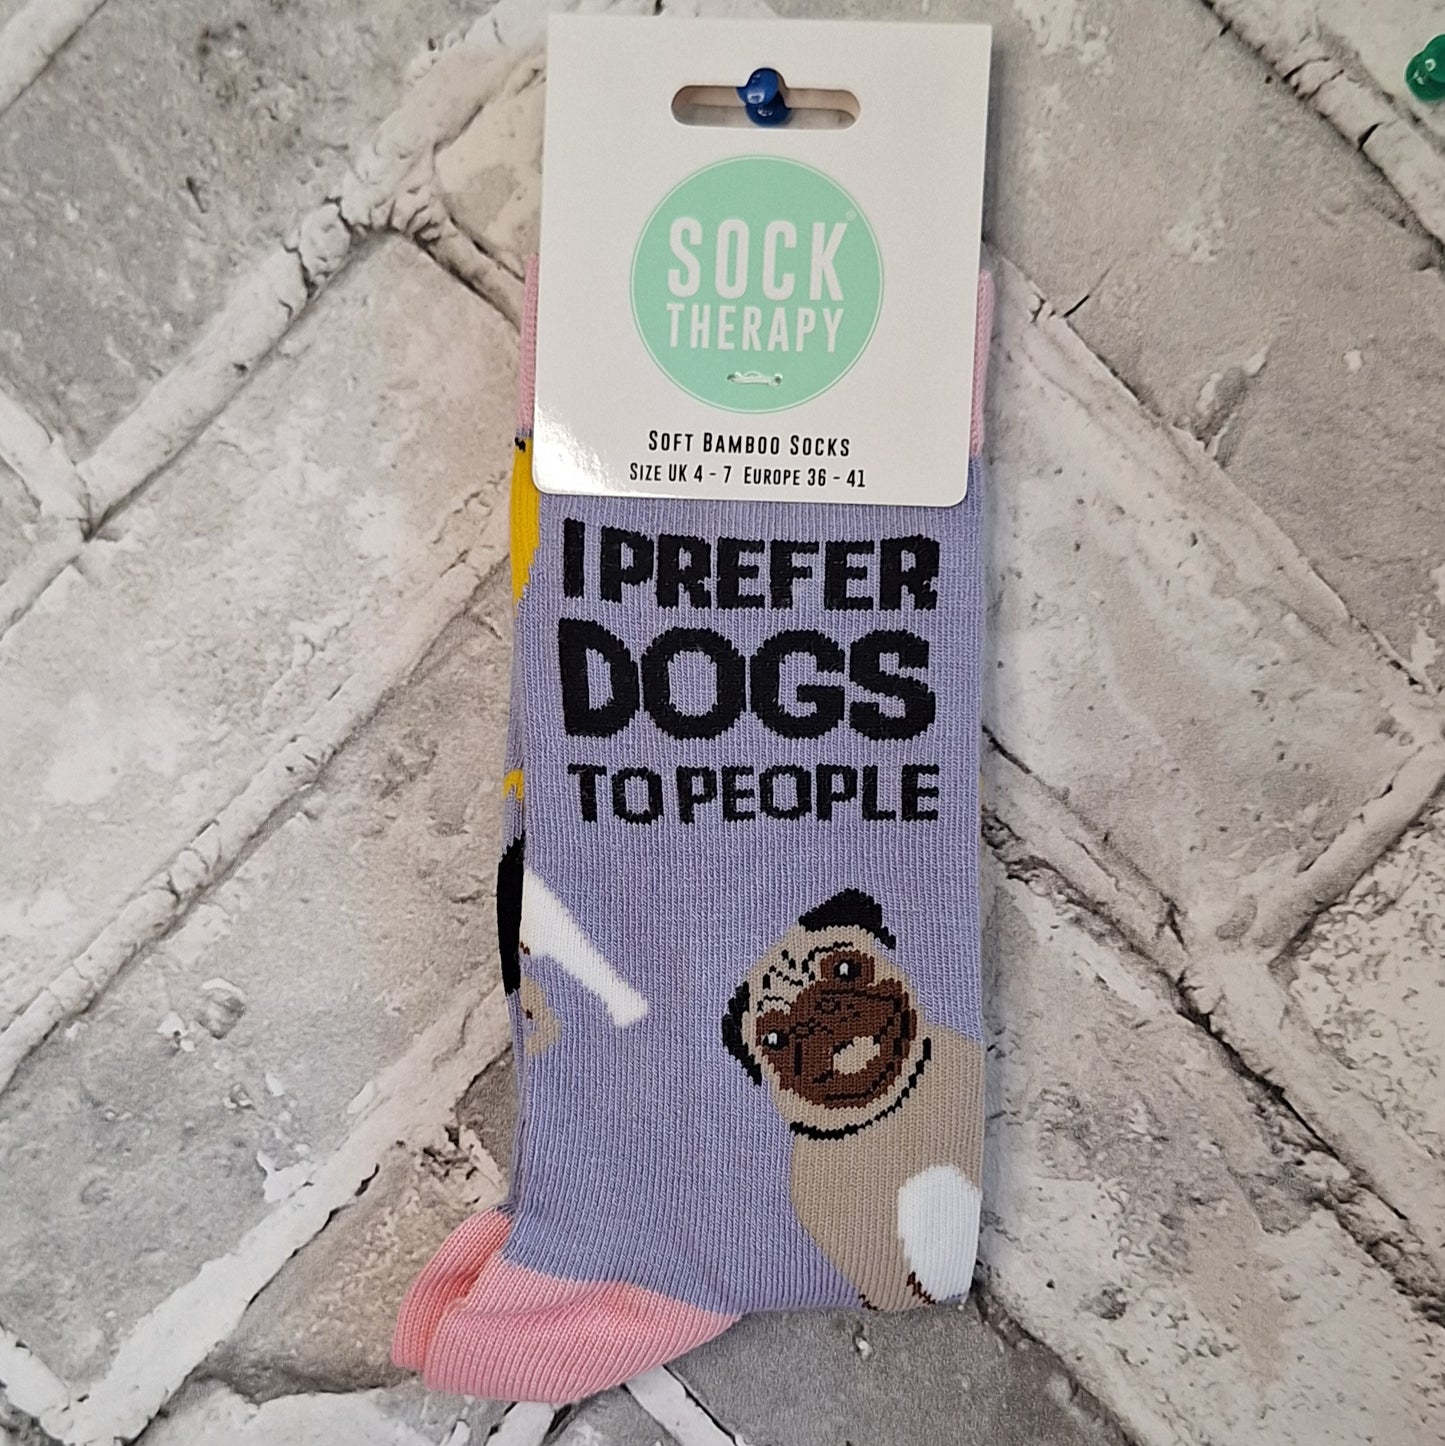 SOCK®
THERAPY
SOFT BAMBOO SOCKS
SIZE UK 4 - 7 EUROPE 36 - 41
I PREFER
DOGS
TO PEOPLE